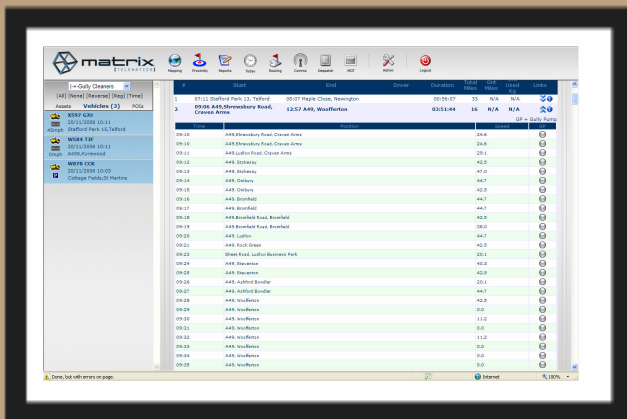 matrix
[TELEMATICS]
Mapping Proximity Reports Today Routing Comms Despatch MDT Admin Logout
[-+-Gully Cleaners
[All] [None] [Reverse] [Reg] [Time]
Assets Vehicles (3) POIs
X597 GJU
20/11/2006 10:11
45mph Stafford Park 15,Telford
W584 TJF
20/11/2006 10:11
0mph A456,Kyrewood
W878 CCK
20/11/2006 10:03
P Cottage Fields,St Martins
# Start End Driver Duration Total Miles Gnt Miles Used Kg Links
1 07:11 Stafford Park 13, Telford 08:07 Maple Close, Newington 00:56:07 33 N/A N/A
2 09:06 A49,Shrewsbury Road, Craven Arms 13:57 A49, Woofferton 03:51:44 16 N/A N/A
GP = Gully Pump
Time Position Speed GP
09:10 A49,Shrewsbury Road, Craven Arms 24.6
09:10 A49,Shrewsbury Road, Craven Arms 24.6
09:11 A49,Ludlow Road, Craven Arms 29.1
09:12 A49, Stokesay 42.5
09:13 A49, Stokesay 47.0
09:14 A49, Onibury 44.7
09:15 A49, Onibury 42.5
09:16 A49, Bromfield 44.7
09:17 A49, Bromfield 44.7
09:18 A49,Bromfield Road, Bromfield 42.5
09:19 A49,Bromfield Road, Bromfield 38.0
09:20 A49, Ludlow 44.7
09:21 A49, Rock Green 42.5
09:23 Sheet Road, Ludlow Business Park 20.1
09:24 A49, Steventon 40.3
09:25 A49, Steventon 42.5
09:26 A49, Ashford Bowdler 29.1
09:27 A49, Ashford Bowdler 44.7
09:28 A49, Woofferton 42.5
09:29 A49, Woofferton 0.0
09:30 A49, Woofferton 11.2
09:31 A49, Woofferton 0.0
09:32 A49, Woofferton 11.2
09:33 A49, Woofferton 0.0
09:34 A49, Woofferton 0.0
09:35 A49, Woofferton 0.0
Done, but with errors on page. Internet 100%